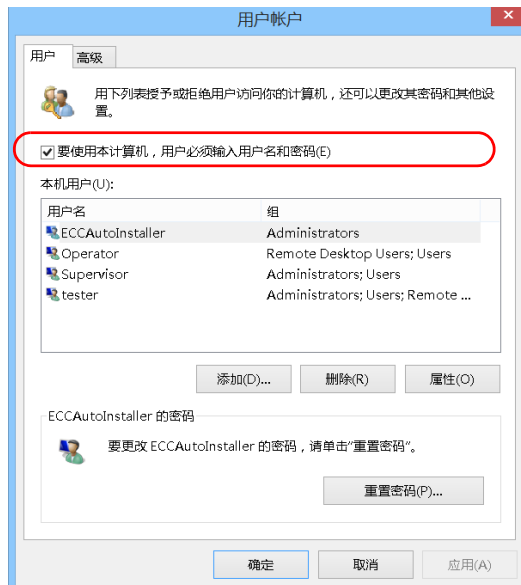 用户帐户
用户 高级
用下列表授予或拒绝用户访问你的计算机，还可以更改其密码和其他设
置。
要使用本计算机，用户必须输入用户名和密码(E)
本机用户(U):
用户名 组
ECCAutoInstaller Administrators
Operator Remote Desktop Users; Users
Supervisor Administrators; Users
tester Administrators; Users; Remote ...
添加(D)... 删除(R) 属性(O)
ECCAutoInstaller 的密码
要更改 ECCAutoInstaller 的密码，请单击"重置密码"。
重置密码(P)...
确定 取消 应用(A)